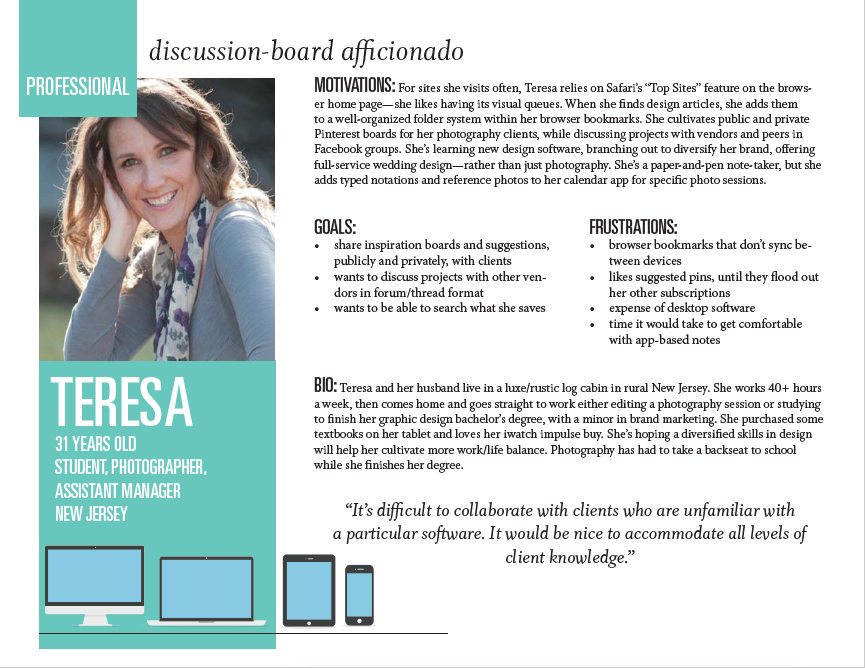 discussion-board afficionado
PROFESSIONAL
MOTIVATIONS: For sites she visits often, Teresa relies on Safari's “Top Sites” feature on the brows-
er home page—she likes having its visual queues. When she finds design articles, she adds them
to a well-organized folder system within her browser bookmarks. She cultivates public and private
Pinterest boards for her photography clients, while discussing projects with vendors and peers in
Facebook groups. She's learning new design software, branching out to diversify her brand, offering
full-service wedding design—rather than just photography. She's a paper-and-pen note-taker, but she
adds typed notations and reference photos to her calendar app for specific photo sessions.
GOALS:
• share inspiration boards and suggestions,
publicly and privately, with clients
• wants to discuss projects with other ven-
dors in forum/thread format
• wants to be able to search what she saves
FRUSTRATIONS:
• browser bookmarks that don't sync be-
tween devices
• likes suggested pins, until they flood out
her other subscriptions
• expense of desktop software
• time it would take to get comfortable
with app-based notes
TERESA
31 YEARS OLD
STUDENT, PHOTOGRAPHER,
ASSISTANT MANAGER
NEW JERSEY
BIO: Teresa and her husband live in a luxe/rustic log cabin in rural New Jersey. She works 40+ hours
a week, then comes home and goes straight to work either editing a photography session or studying
to finish her graphic design bachelor's degree, with a minor in brand marketing. She purchased some
textbooks on her tablet and loves her iwatch impulse buy. She's hoping a diversified skills in design
will help her cultivate more work/life balance. Photography has had to take a backseat to school
while she finishes her degree.
“It's difficult to collaborate with clients who are unfamiliar with
a particular software. It would be nice to accommodate all levels of
client knowledge.”